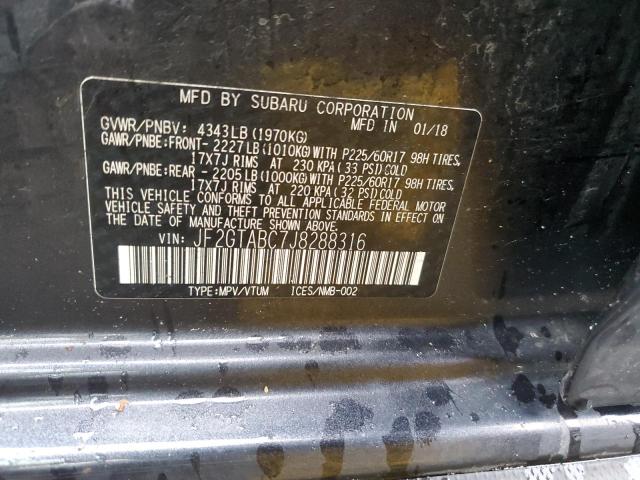 MFD BY SUBARU CORPORATION
GVWR/PNBV: 4343LB(1970KG) MFD IN 01/18
GAWR/PNBE:FRONT- 2227LB(1010KG)WITH P225/60R17 98H TIRES,
17X7J RIMS AT 230 KPA(33 PSI)COLD
GAWR/PNBE:REAR - 2205LB(1000KG)WITH P225/60R17 98H TIRES,
17X7J RIMS AT 220 KPA(32 PSI)COLD
THIS VEHICLE CONFORMS TO ALL APPLICABLE FEDERAL MOTOR
VEHICLE SAFETY AND THEFT PREVENTION STANDARDS IN EFFECT
ON THE DATE OF MANUFACTURE SHOWN ABOVE.
VIN: JF2GTABC7J8288316
TYPE:MPV/VTUM ICES/NMB-002